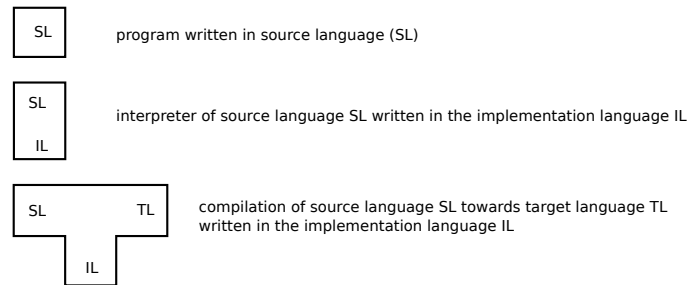 SL
program written in source language (SL)
SL
interpreter of source language SL written in the implementation language IL
IL
SL TL
compilation of source language SL towards target language TL
written in the implementation language IL
IL